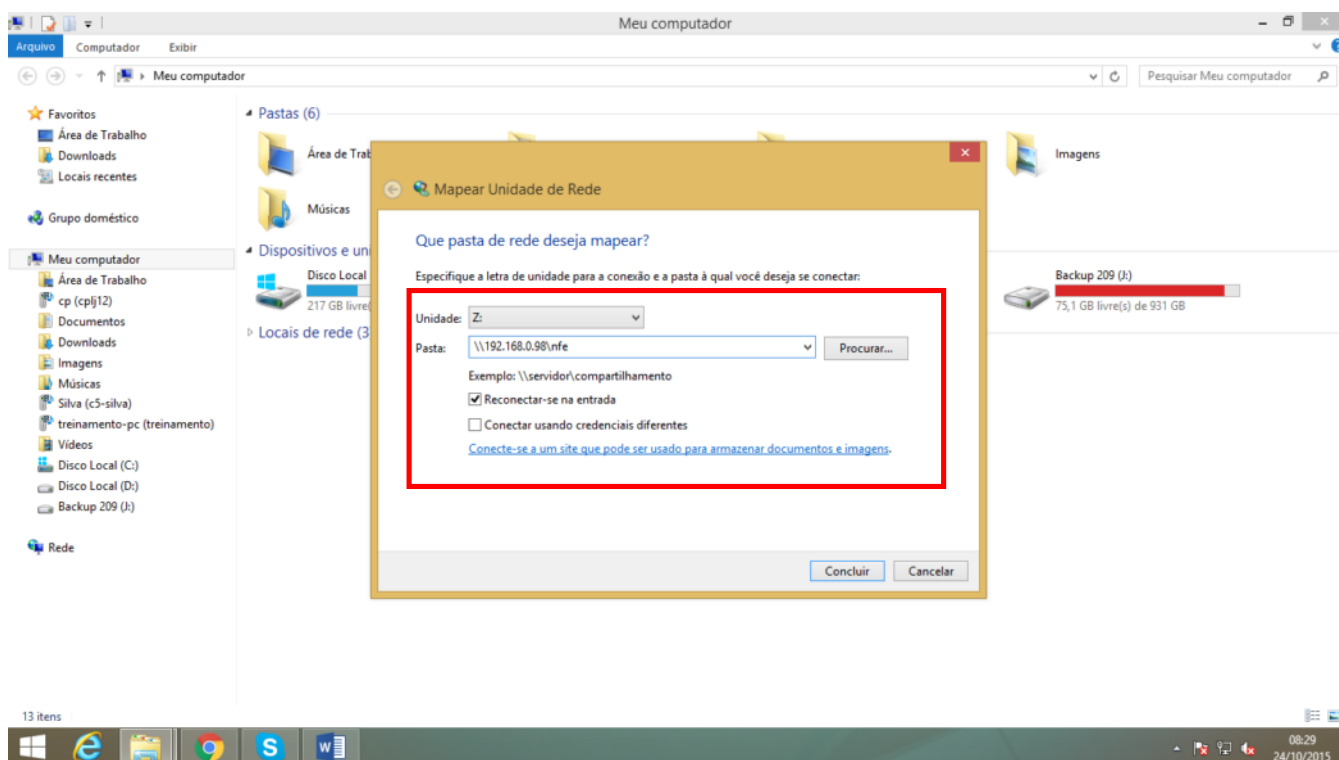 Meu computador
Arquivo Computador Exibir
Meu computador
Pesquisar Meu computador
Favoritos
Área de Trabalho
Downloads
Locais recentes
Grupo doméstico
Meu computador
Área de Trabalho
cp (cplj12)
Documentos
Downloads
Imagens
Músicas
Silva (c5-silva)
treinamento-pc (treinamento)
Vídeos
Disco Local (C:)
Disco Local (D:)
Backup 209 (J:)
Rede
Pastas (6)
Área de Trab
Imagens
Músicas
Dispositivos e uni
Disco Local
217 GB livre(
Backup 209 (J:)
75,1 GB livre(s) de 931 GB
Locais de rede (3
Mapear Unidade de Rede
Que pasta de rede deseja mapear?
Especifique a letra de unidade para a conexão e a pasta à qual você deseja se conectar:
Unidade: Z:
Pasta: \\192.168.0.98\nfe Procurar...
Exemplo: \\servidor\compartilhamento
Reconectar-se na entrada
Conectar usando credenciais diferentes
Conecte-se a um site que pode ser usado para armazenar documentos e imagens.
Concluir Cancelar
13 itens
08:29
24/10/2015